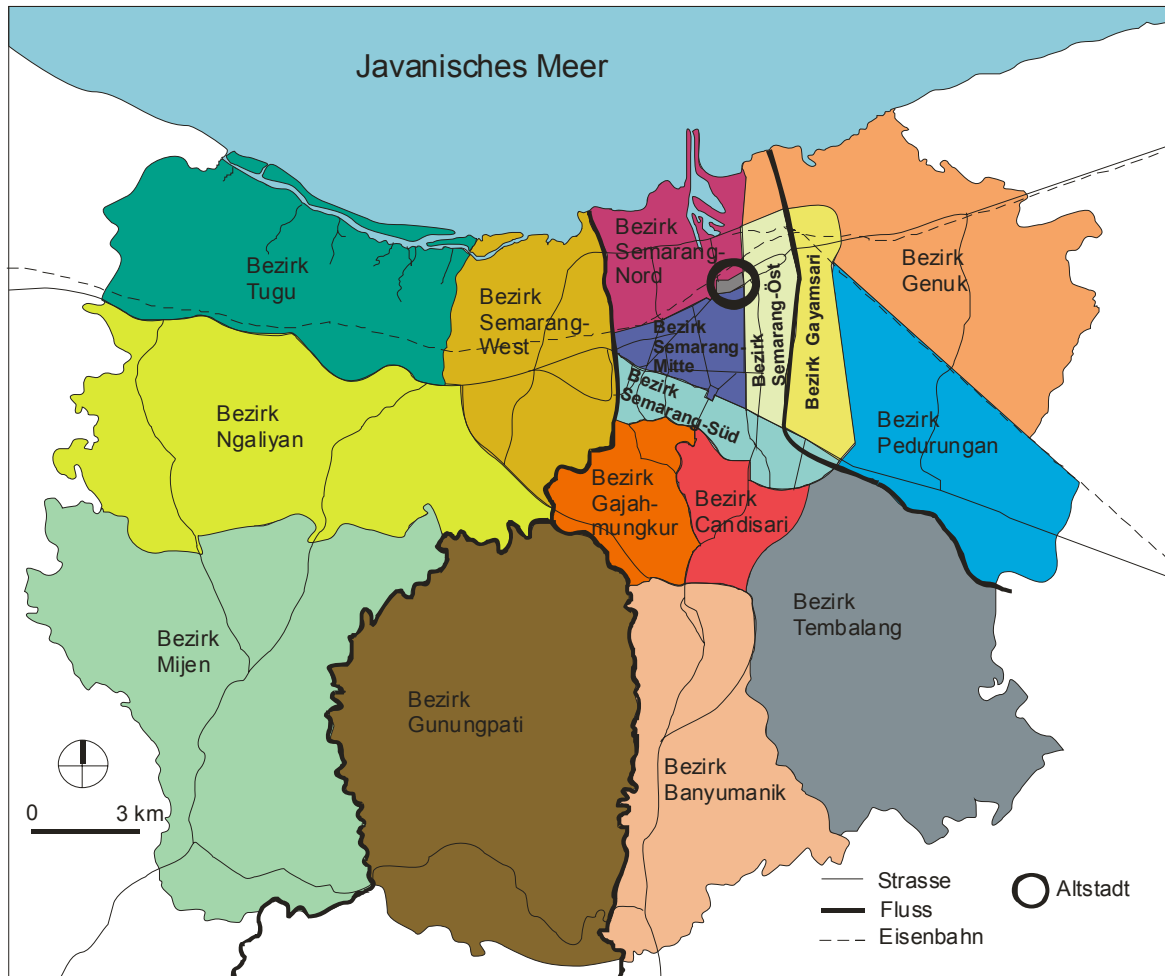 Javanisches Meer
Bezirk
Tugu
Bezirk
Semarang-
West
Bezirk
Semarang-
Nord
Bezirk
Genuk
Bezirk
Semarang-Öst
Bezirk Gayamsari
Bezirk
Semarang-
Mitte
Bezirk
Semarang-Süd
Bezirk
Ngaliyan
Bezirk
Pedurungan
Bezirk
Gajah-
mungkur
Bezirk
Candisari
Bezirk
Mijen
Bezirk
Gunungpati
Bezirk
Tembalang
Bezirk
Banyumanik
0 3 km
Strasse
Fluss
Eisenbahn
Altstadt